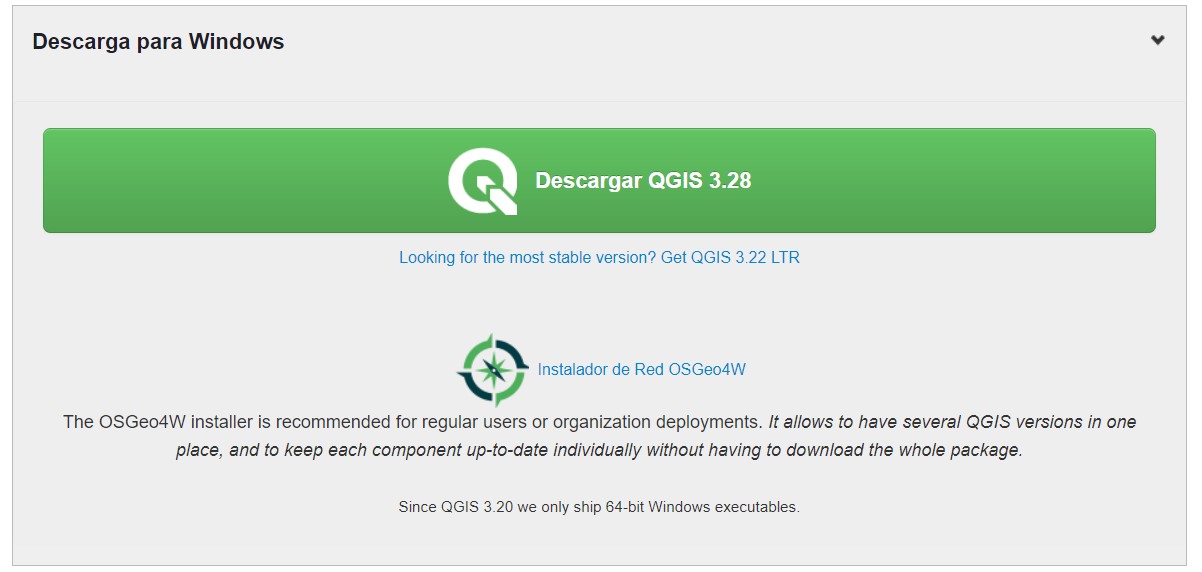 Descarga para Windows
Descargar QGIS 3.28
Looking for the most stable version? Get QGIS 3.22 LTR
Instalador de Red OSGeo4W
The OSGeo4W installer is recommended for regular users or organization deployments. It allows to have several QGIS versions in one
place, and to keep each component up-to-date individually without having to download the whole package.
Since QGIS 3.20 we only ship 64-bit Windows executables.